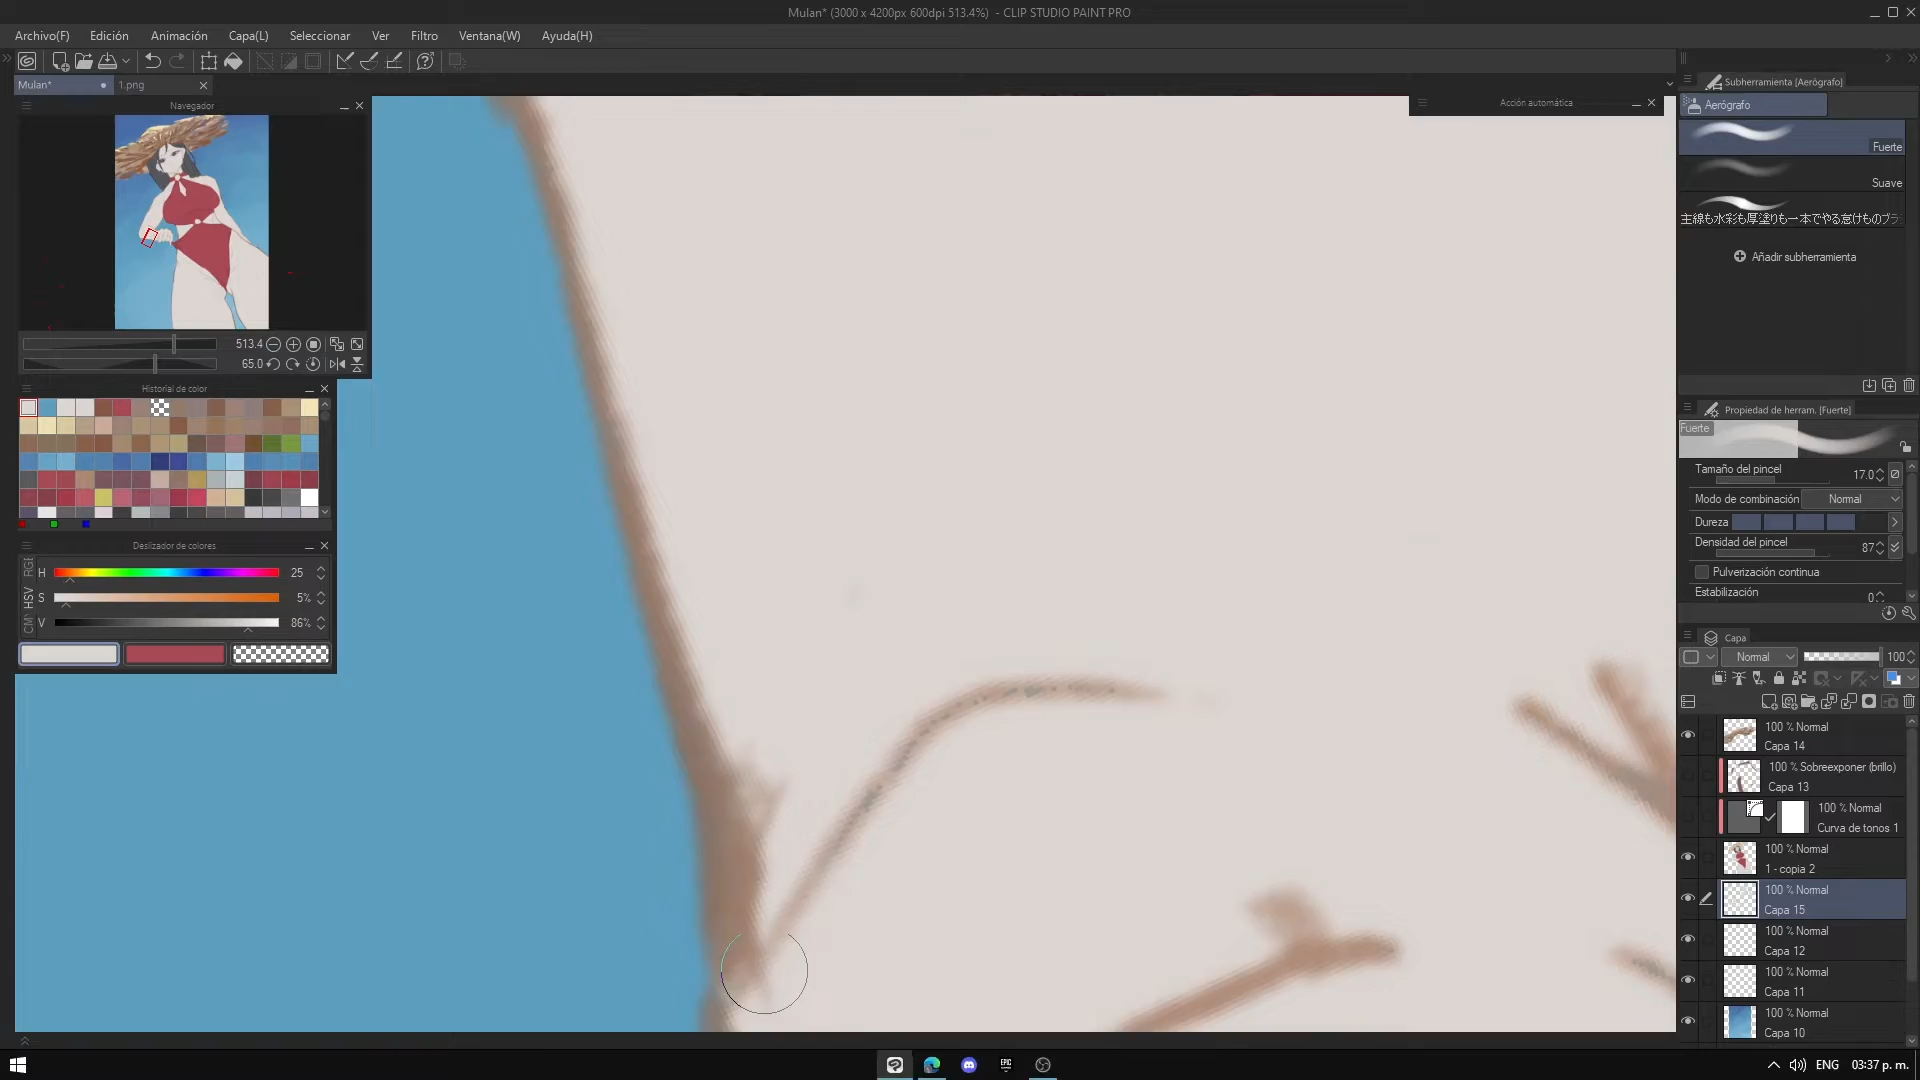 Mulan* (3000 x 4200px 600dpi 513.4%) - CLIP STUDIO PAINT PRO
Archivo(F) Edición Animación Capa(L) Seleccionar Ver Filtro Ventana(W) Ayuda(H)
Mulan* 1.png
Navegador
513.4
65.0
Historial de color
Deslizador de colores
RGB
HSV
H 25
S 5%
V 86%
Acción automática
Subherramienta [Aerógrafo]
Aerógrafo
Fuerte
Suave
主線も水彩も厚塗りも一本でやる怠けものブラ
Añadir subherramienta
Propiedad de herram. [Fuerte]
Fuerte
Tamaño del pincel 17.0
Modo de combinación Normal
Dureza
Densidad del pincel 87
Pulverización continua
Estabilización 0
Capa
Normal 100
100 % Normal
Capa 14
100 % Sobreexponer (brillo)
Capa 13
100 % Normal
Curva de tonos 1
100 % Normal
1 - copia 2
100 % Normal
Capa 15
100 % Normal
Capa 12
100 % Normal
Capa 11
100 % Normal
Capa 10
EPIC
ENG 03:37 p. m.